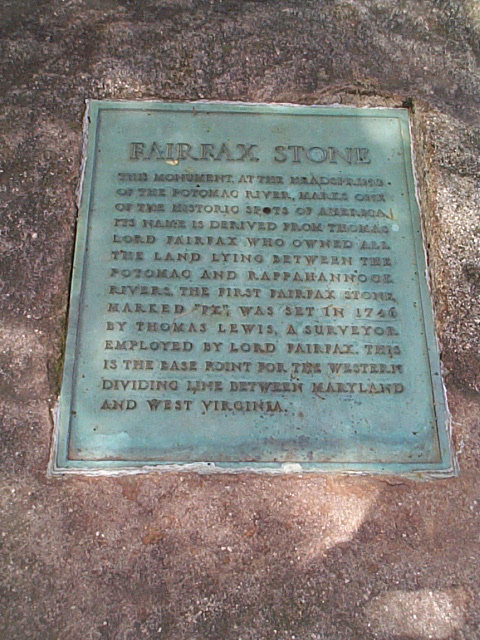 FAIRFAX STONE
THIS MONUMENT, AT THE HEADSPRING
OF THE POTOMAC RIVER, MARKS ONE
OF THE HISTORIC SPOTS OF AMERICA.
ITS NAME IS DERIVED FROM THOMAS
LORD FAIRFAX WHO OWNED ALL
THE LAND LYING BETWEEN THE
POTOMAC AND RAPPAHANNOCK
RIVERS. THE FIRST FAIRFAX STONE,
MARKED "FX", WAS SET IN 1746
BY THOMAS LEWIS, A SURVEYOR
EMPLOYED BY LORD FAIRFAX. THIS
IS THE BASE POINT FOR THE WESTERN
DIVIDING LINE BETWEEN MARYLAND
AND WEST VIRGINIA.